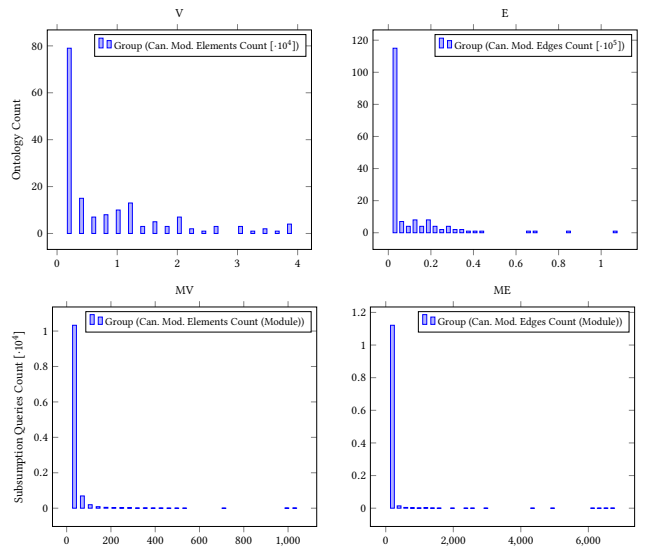 V
Group (Can. Mod. Elements Count [·10⁴])
80
60
40
20
0
Ontology Count
0 1 2 3 4
E
Group (Can. Mod. Edges Count [·10⁵])
120
100
80
60
40
20
0
0 0.2 0.4 0.6 0.8 1
MV
Group (Can. Mod. Elements Count (Module))
1
0.8
0.6
0.4
0.2
0
Subsumption Queries Count [·10⁴]
0 200 400 600 800 1,000
ME
Group (Can. Mod. Edges Count (Module))
1.2
1
0.8
0.6
0.4
0.2
0
0 2,000 4,000 6,000